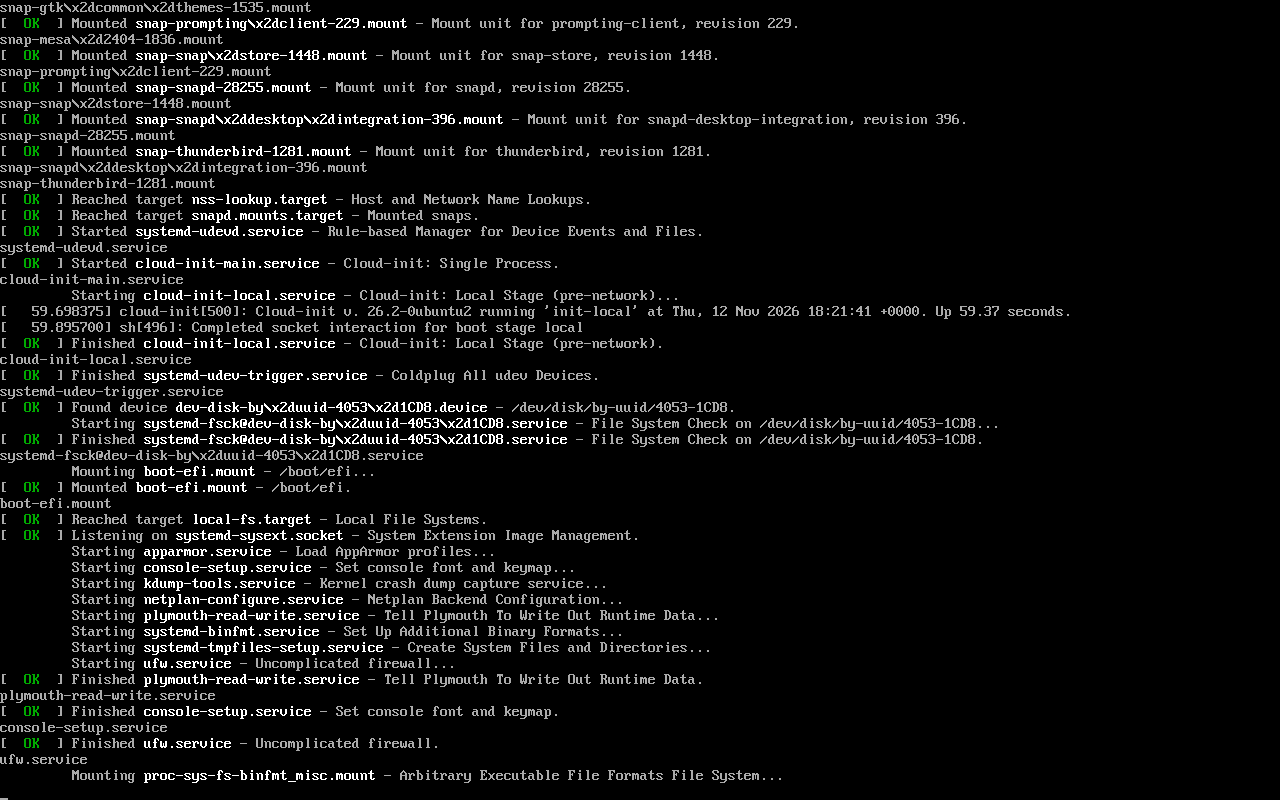 snap-gtk\x2dcommon\x2dthemes-1535.mount
[  OK  ] Mounted snap-prompting\x2dclient-229.mount - Mount unit for prompting-client, revision 229.
snap-mesa\x2d2404-1836.mount
[  OK  ] Mounted snap-snap\x2dstore-1448.mount - Mount unit for snap-store, revision 1448.
snap-prompting\x2dclient-229.mount
[  OK  ] Mounted snap-snapd-28255.mount - Mount unit for snapd, revision 28255.
snap-snap\x2dstore-1448.mount
[  OK  ] Mounted snap-snapd\x2ddesktop\x2dintegration-396.mount - Mount unit for snapd-desktop-integration, revision 396.
snap-snapd-28255.mount
[  OK  ] Mounted snap-thunderbird-1281.mount - Mount unit for thunderbird, revision 1281.
snap-snapd\x2ddesktop\x2dintegration-396.mount
snap-thunderbird-1281.mount
[  OK  ] Reached target nss-lookup.target - Host and Network Name Lookups.
[  OK  ] Reached target snapd.mounts.target - Mounted snaps.
[  OK  ] Started systemd-udevd.service - Rule-based Manager for Device Events and Files.
systemd-udevd.service
[  OK  ] Started cloud-init-main.service - Cloud-init: Single Process.
cloud-init-main.service
         Starting cloud-init-local.service - Cloud-init: Local Stage (pre-network)...
[   59.698375] cloud-init[500]: Cloud-init v. 26.2-0ubuntu2 running 'init-local' at Thu, 12 Nov 2026 18:21:41 +0000. Up 59.37 seconds.
[   59.895700] sh[496]: Completed socket interaction for boot stage local
[  OK  ] Finished cloud-init-local.service - Cloud-init: Local Stage (pre-network).
cloud-init-local.service
[  OK  ] Finished systemd-udev-trigger.service - Coldplug All udev Devices.
systemd-udev-trigger.service
[  OK  ] Found device dev-disk-by\x2duuid-4053\x2d1CD8.device - /dev/disk/by-uuid/4053-1CD8.
         Starting systemd-fsck@dev-disk-by\x2duuid-4053\x2d1CD8.service - File System Check on /dev/disk/by-uuid/4053-1CD8...
[  OK  ] Finished systemd-fsck@dev-disk-by\x2duuid-4053\x2d1CD8.service - File System Check on /dev/disk/by-uuid/4053-1CD8.
systemd-fsck@dev-disk-by\x2duuid-4053\x2d1CD8.service
         Mounting boot-efi.mount - /boot/efi...
[  OK  ] Mounted boot-efi.mount - /boot/efi.
boot-efi.mount
[  OK  ] Reached target local-fs.target - Local File Systems.
[  OK  ] Listening on systemd-sysext.socket - System Extension Image Management.
         Starting apparmor.service - Load AppArmor profiles...
         Starting console-setup.service - Set console font and keymap...
         Starting kdump-tools.service - Kernel crash dump capture service...
         Starting netplan-configure.service - Netplan Backend Configuration...
         Starting plymouth-read-write.service - Tell Plymouth To Write Out Runtime Data...
         Starting systemd-binfmt.service - Set Up Additional Binary Formats...
         Starting systemd-tmpfiles-setup.service - Create System Files and Directories...
         Starting ufw.service - Uncomplicated firewall...
[  OK  ] Finished plymouth-read-write.service - Tell Plymouth To Write Out Runtime Data.
plymouth-read-write.service
[  OK  ] Finished console-setup.service - Set console font and keymap.
console-setup.service
[  OK  ] Finished ufw.service - Uncomplicated firewall.
ufw.service
         Mounting proc-sys-fs-binfmt_misc.mount - Arbitrary Executable File Formats File System...